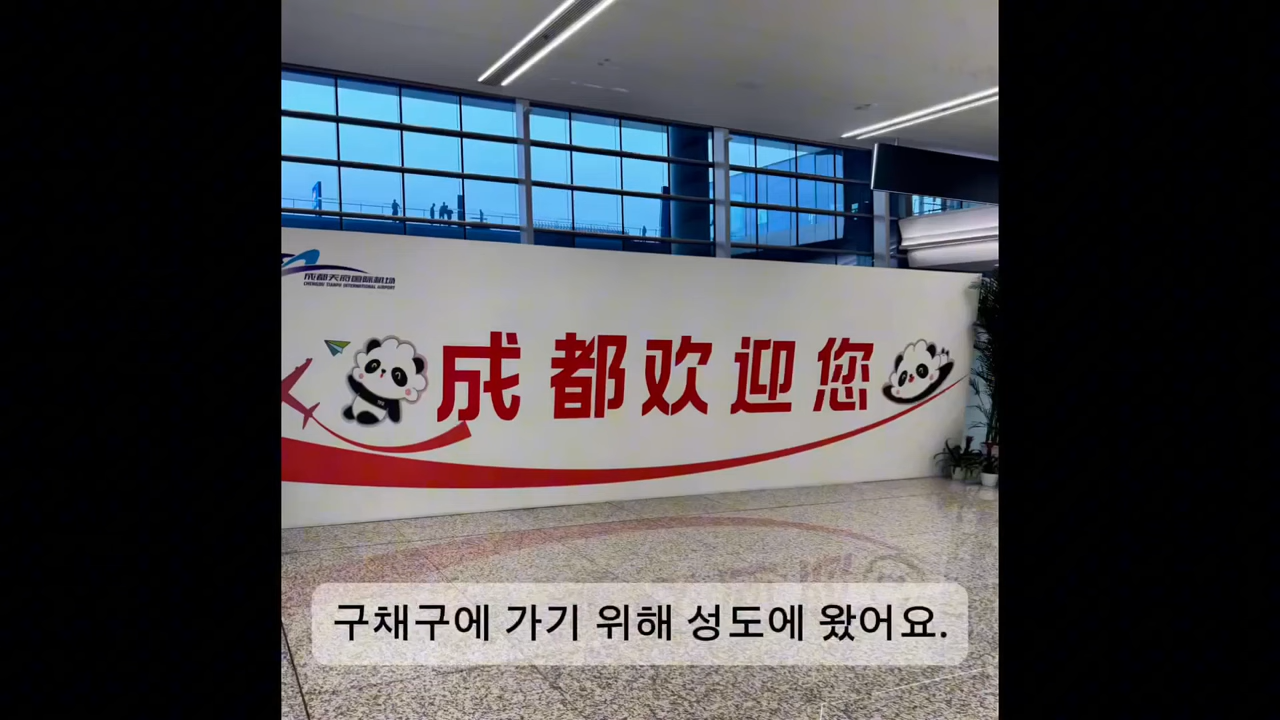 成都天府国际机场
CHENGDU TIANFU INTERNATIONAL AIRPORT
成都欢迎您
구채구에 가기 위해 성도에 왔어요.